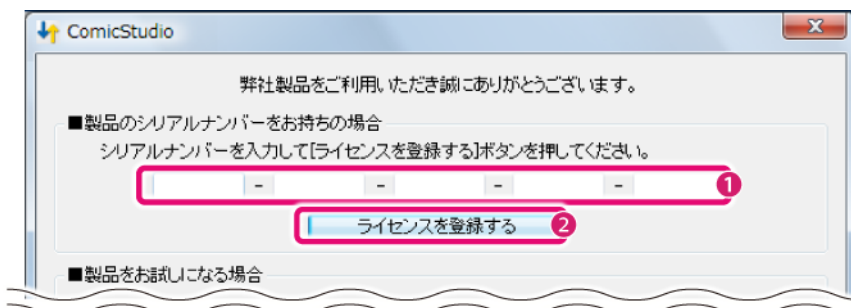 ComicStudio
弊社製品をご利用いただき誠にありがとうございます。
■製品のシリアルナンバーをお持ちの場合
シリアルナンバーを入力して[ライセンスを登録する]ボタンを押してください。
- - - - 1
ライセンスを登録する 2
■製品をお試しになる場合